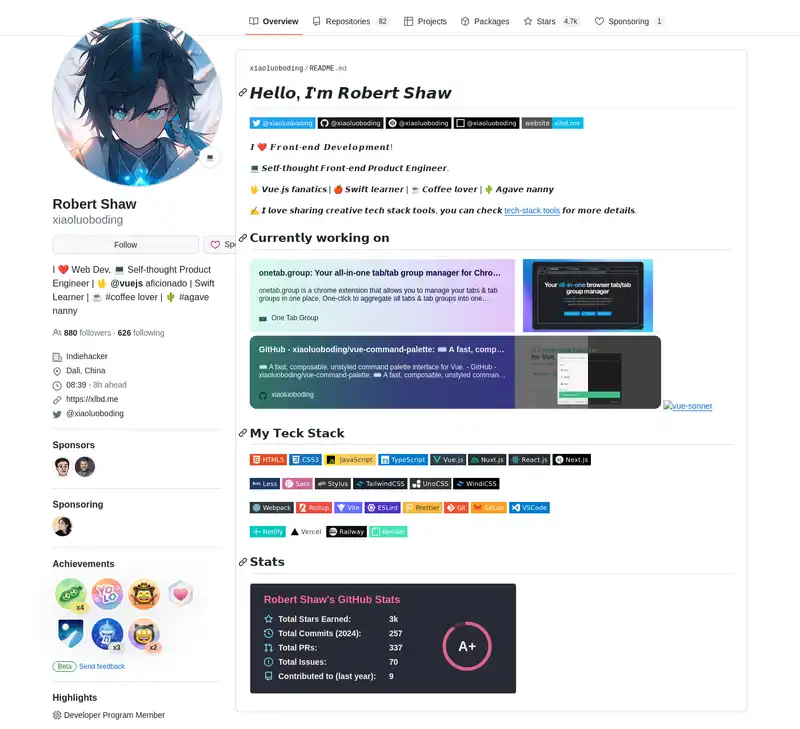 Overview
Repositories 82
Projects
Packages
Stars 4.7k
Sponsoring 1
Robert Shaw
xiaoluoboding
Follow
I ❤️ Web Dev, 💻 Self-thought Product
Engineer | 🖖 @vuejs aficionado | Swift
Learner | ☕ #coffee lover | 🌵 #agave
nanny
880 followers · 626 following
Indiehacker
Dali, China
08:39 - 8h ahead
https://xlbd.me
@xiaoluoboding
Sponsors
Sponsoring
Achievements
x4
YOLO
x3
x2
Beta Send feedback
Highlights
Developer Program Member
xiaoluoboding/README.md
Hello, I'm Robert Shaw
@xiaoluoboding @xiaoluoboding @xiaoluoboding @xiaoluoboding website xlbd.me
I ❤️ Front-end Development!
💻 Self-thought Front-end Product Engineer.
🖖 Vue.js fanatics | 🍎 Swift learner | ☕ Coffee lover | 🌵 Agave nanny
✍️ I love sharing creative tech stack tools, you can check tech-stack.tools for more details.
Currently working on
onetab.group: Your all-in-one tab/tab group manager for Chro…
onetab.group is a chrome extension that allows you to manage your tabs & tab
groups in one place. One-click to aggregate all tabs & tab groups into one…
One Tab Group
Your all-in-one browser tab/tab
group manager
GitHub - xiaoluoboding/vue-command-palette: ⌨️ A fast, comp…
⌨️ A fast, composable, unstyled command palette interface for Vue. - GitHub -
xiaoluoboding/vue-command-palette: ⌨️ A fast, composable, unstyled comman…
xiaoluoboding
for Vue
vue-sonner
My Teck Stack
HTML5 CSS3 JavaScript TypeScript Vue.js Nuxt.js React.js Next.js
Less Sass Stylus TailwindCSS UnoCSS WindiCSS
Webpack Rollup Vite ESLint Prettier Git GitLab VSCode
Netlify Vercel Railway Render
Stats
Robert Shaw's GitHub Stats
Total Stars Earned: 3k
Total Commits (2024): 257
Total PRs: 337
Total Issues: 70
Contributed to (last year): 9
A+